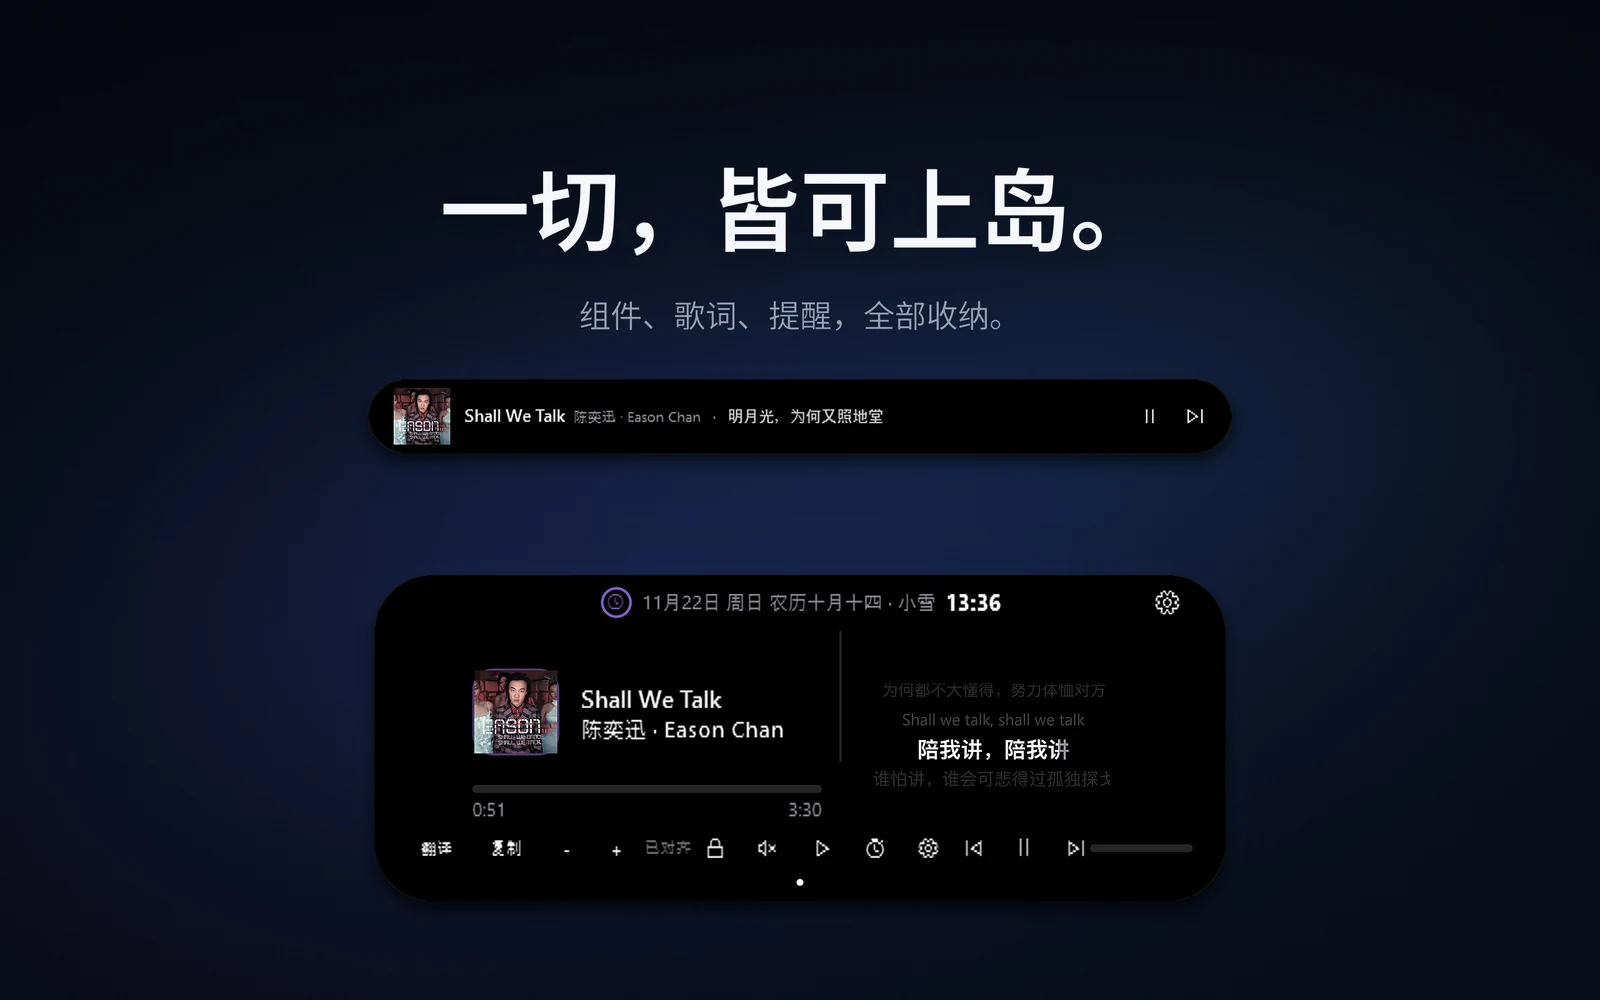 一切，皆可上岛。
组件、歌词、提醒，全部收纳。
EASON
Shall We Talk 陈奕迅 · Eason Chan · 明月光，为何又照地堂
11月22日 周日 农历十月十四 · 小雪 13:36
EASON
Shall We Talk
陈奕迅 · Eason Chan
0:51 3:30
为何都不大懂得，努力体恤对方
Shall we talk, shall we talk
陪我讲，陪我讲
谁怕讲，谁会可悲得过孤独探
翻译 复制 - + 已对齐